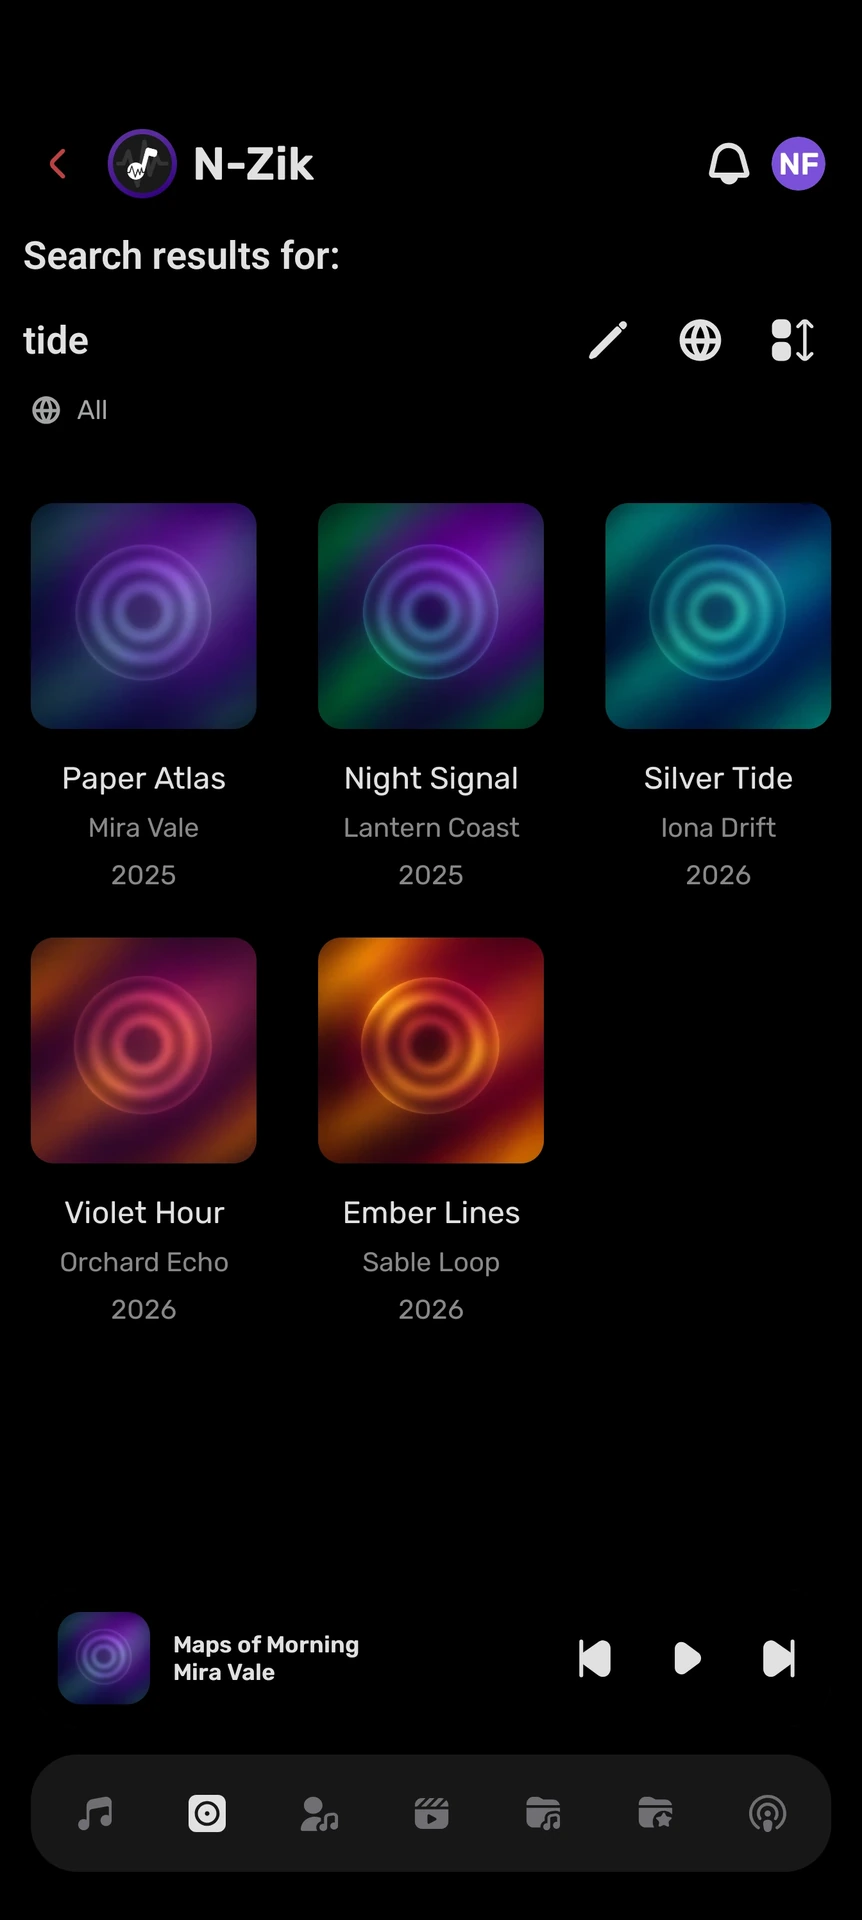 N-Zik
NF
Search results for:
tide
All
Paper Atlas
Mira Vale
2025
Night Signal
Lantern Coast
2025
Silver Tide
Iona Drift
2026
Violet Hour
Orchard Echo
2026
Ember Lines
Sable Loop
2026
Maps of Morning
Mira Vale